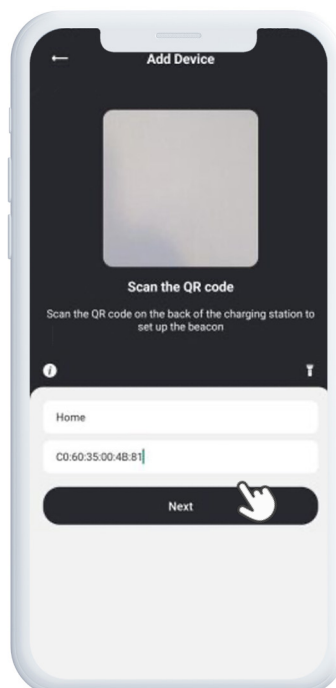 Add Device
Scan the QR code
Scan the QR code on the back of the charging station to
set up the beacon
i
Home
C0:60:35:00:4B:81
Next